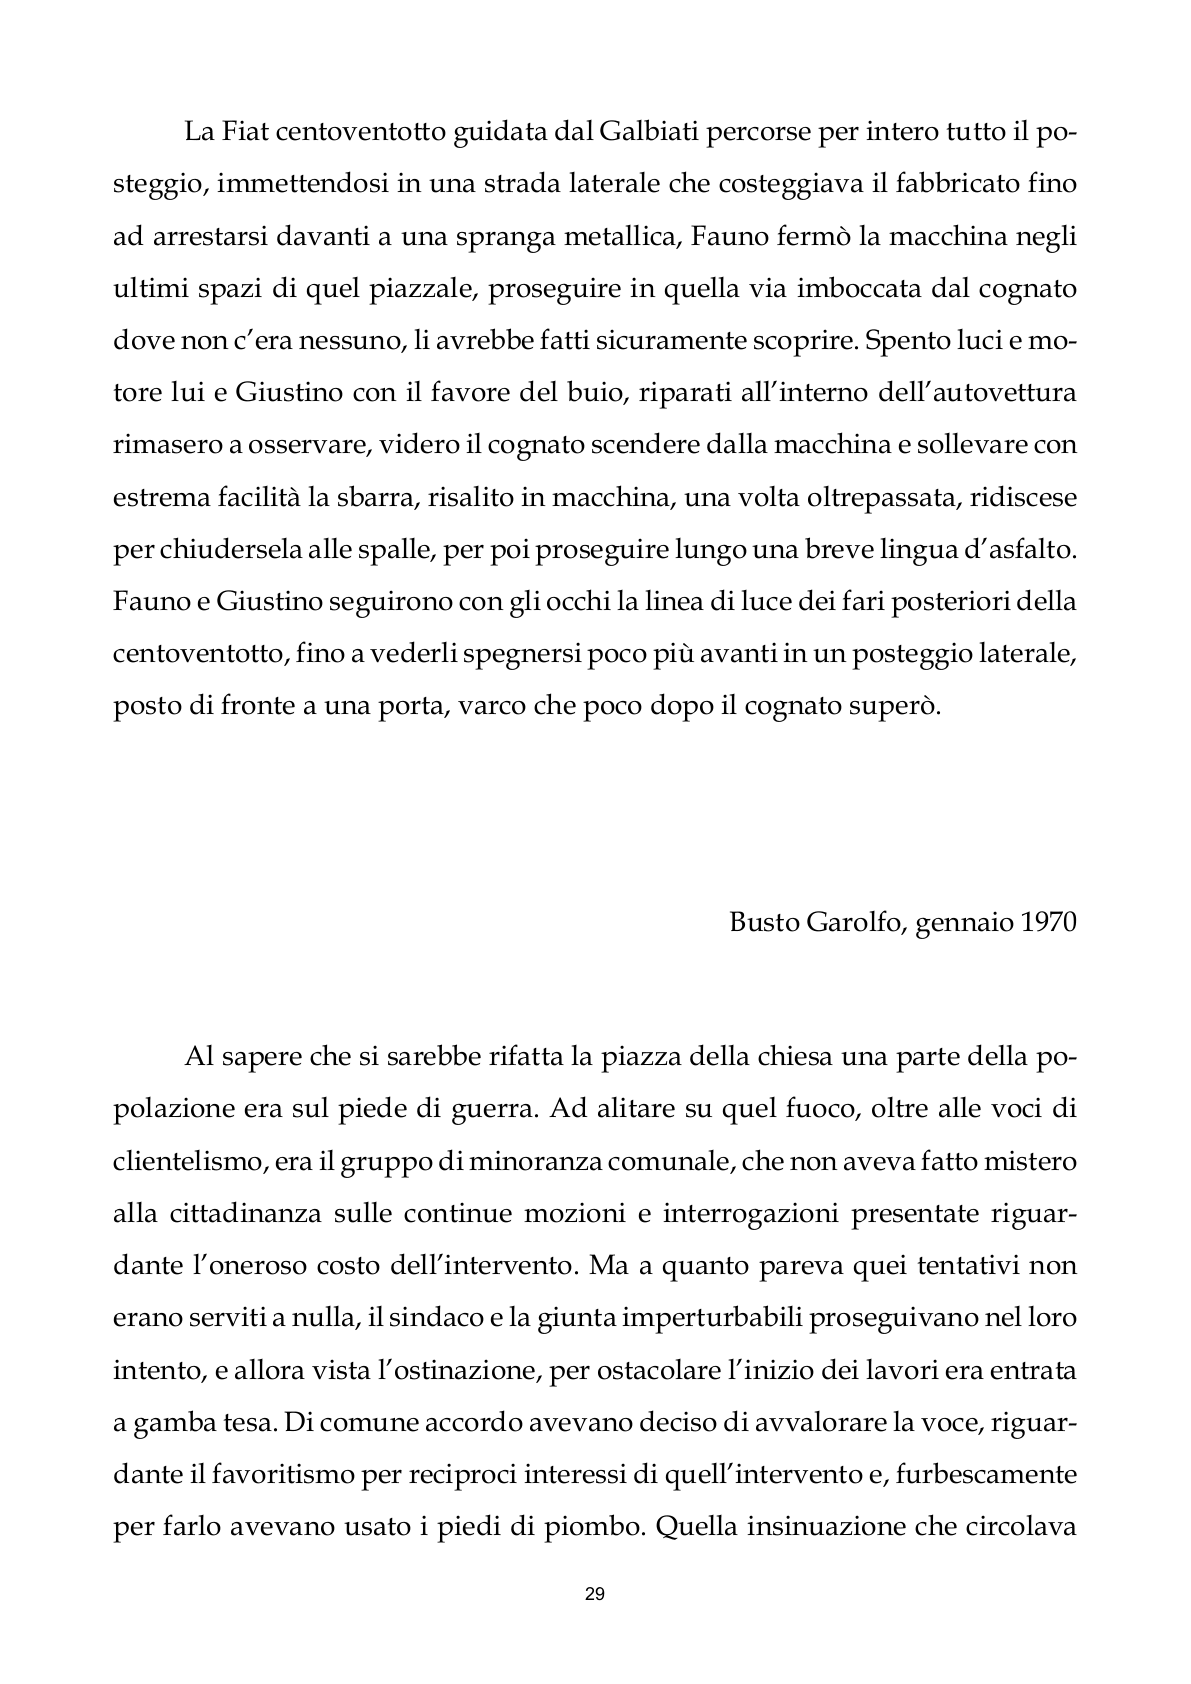 La Fiat centoventotto guidata dal Galbiati percorse per intero tutto il po-
steggio, immettendosi in una strada laterale che costeggiava il fabbricato fino
ad arrestarsi davanti a una spranga metallica, Fauno fermò la macchina negli
ultimi spazi di quel piazzale, proseguire in quella via imboccata dal cognato
dove non c’era nessuno, li avrebbe fatti sicuramente scoprire. Spento luci e mo-
tore lui e Giustino con il favore del buio, riparati all’interno dell’autovettura
rimasero a osservare, videro il cognato scendere dalla macchina e sollevare con
estrema facilità la sbarra, risalito in macchina, una volta oltrepassata, ridiscese
per chiudersela alle spalle, per poi proseguire lungo una breve lingua d’asfalto.
Fauno e Giustino seguirono con gli occhi la linea di luce dei fari posteriori della
centoventotto, fino a vederli spegnersi poco più avanti in un posteggio laterale,
posto di fronte a una porta, varco che poco dopo il cognato superò.
Busto Garolfo, gennaio 1970
Al sapere che si sarebbe rifatta la piazza della chiesa una parte della po-
polazione era sul piede di guerra. Ad alitare su quel fuoco, oltre alle voci di
clientelismo, era il gruppo di minoranza comunale, che non aveva fatto mistero
alla cittadinanza sulle continue mozioni e interrogazioni presentate riguar-
dante l’oneroso costo dell’intervento. Ma a quanto pareva quei tentativi non
erano serviti a nulla, il sindaco e la giunta imperturbabili proseguivano nel loro
intento, e allora vista l’ostinazione, per ostacolare l’inizio dei lavori era entrata
a gamba tesa. Di comune accordo avevano deciso di avvalorare la voce, riguar-
dante il favoritismo per reciproci interessi di quell’intervento e, furbescamente
per farlo avevano usato i piedi di piombo. Quella insinuazione che circolava
29